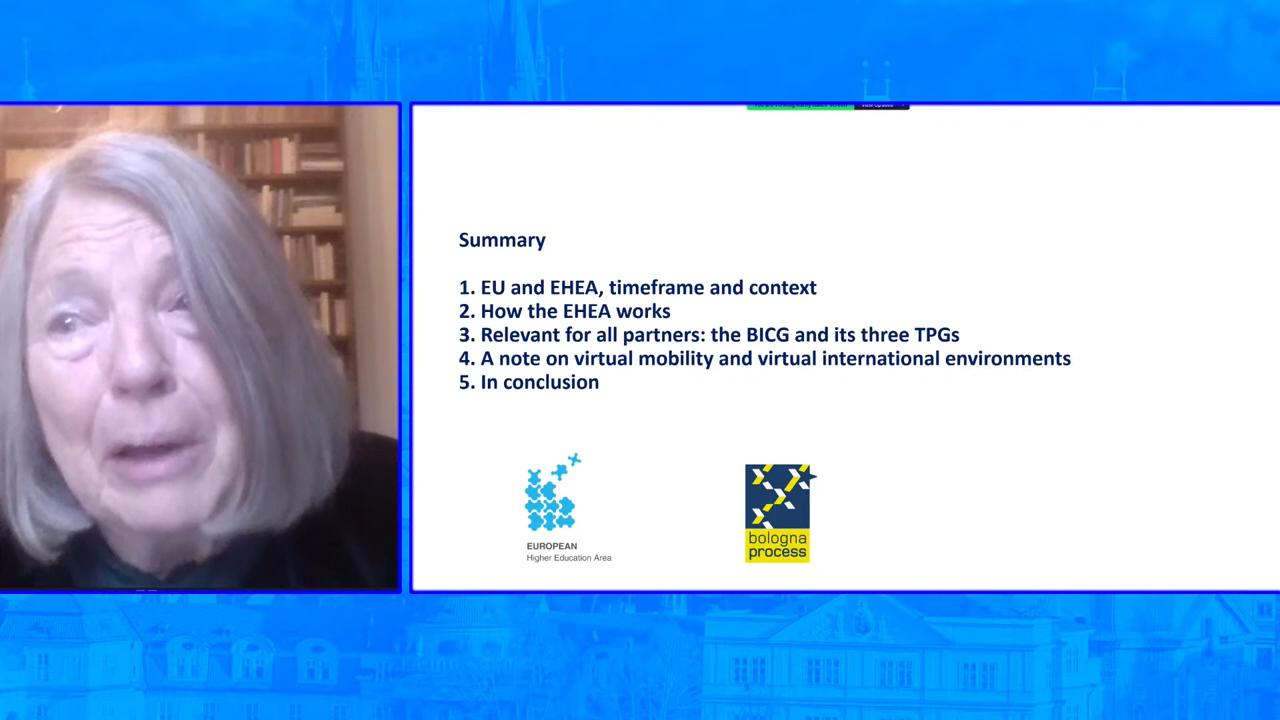 Summary
1. EU and EHEA, timeframe and context
2. How the EHEA works
3. Relevant for all partners: the BICG and its three TPGs
4. A note on virtual mobility and virtual international environments
5. In conclusion
EUROPEAN
Higher Education Area
bologna
process